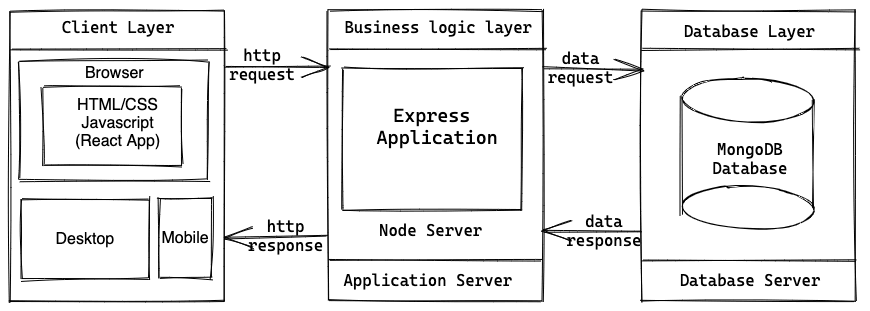 Client Layer
Browser
HTML/CSS
Javascript
(React App)
Desktop
Mobile
http
request
http
response
Business logic layer
Express
Application
Node Server
Application Server
data
request
data
response
Database Layer
MongoDB
Database
Database Server